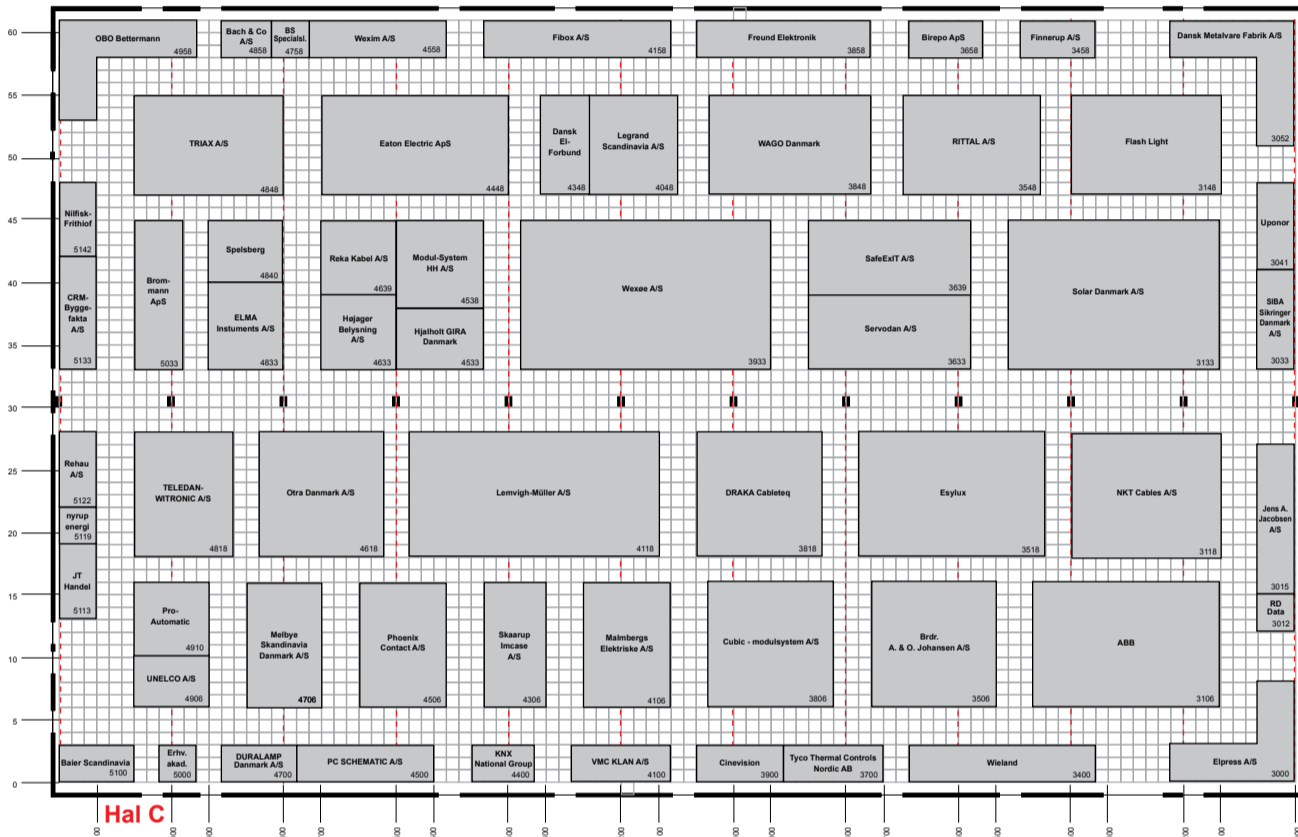 60
OBO Bettermann
4958
Bach & Co
A/S
4858
BS
Specialsl.
4758
Wexim A/S
4558
Fibox A/S
4158
Freund Elektronik
3858
Birepo ApS
3658
Finnerup A/S
3458
Dansk Metalvare Fabrik A/S
3052
55
TRIAX A/S
4848
Eaton Electric ApS
4448
Dansk
El-
Forbund
4348
Legrand
Scandinavia A/S
4048
WAGO Danmark
3848
RITTAL A/S
3548
Flash Light
3148
50
45
Nilfisk-
Frithiof
5142
CRM-
Bygge-
fakta
A/S
5133
Brom-
mann
ApS
5033
Spelsberg
4840
ELMA
Instuments A/S
4833
Reka Kabel A/S
4639
Højager
Belysning
A/S
4633
Modul-System
HH A/S
4538
Hjalholt GIRA
Danmark
4533
Wexøe A/S
3933
SafeExIT A/S
3639
Servodan A/S
3633
Solar Danmark A/S
3133
Uponor
3041
SIBA
Sikringer
Danmark
A/S
3033
40
35
30
25
Rehau
A/S
5122
nyrup
energi
5119
JT
Handel
5113
TELEDAN-
WITRONIC A/S
4818
Otra Danmark A/S
4618
Lemvigh-Müller A/S
4118
DRAKA Cableteq
3818
Esylux
3518
NKT Cables A/S
3118
Jens A.
Jacobsen
A/S
3015
RD
Data
3012
20
15
Pro-
Automatic
4910
UNELCO A/S
4906
Melbye
Skandinavia
Danmark A/S
4706
Phoenix
Contact A/S
4506
Skaarup
Imcase
A/S
4306
Malmbergs
Elektriske A/S
4106
Cubic - modulsystem A/S
3806
Brdr.
A. & O. Johansen A/S
3506
ABB
3106
10
5
0
Baier Scandinavia
5100
Erhv.
akad.
5000
DURALAMP
Danmark A/S
4700
PC SCHEMATIC A/S
4500
KNX
National Group
4400
VMC KLAN A/S
4100
Cinevision
3900
Tyco Thermal Controls
Nordic AB
3700
Wieland
3400
Elpress A/S
3000
Hal C